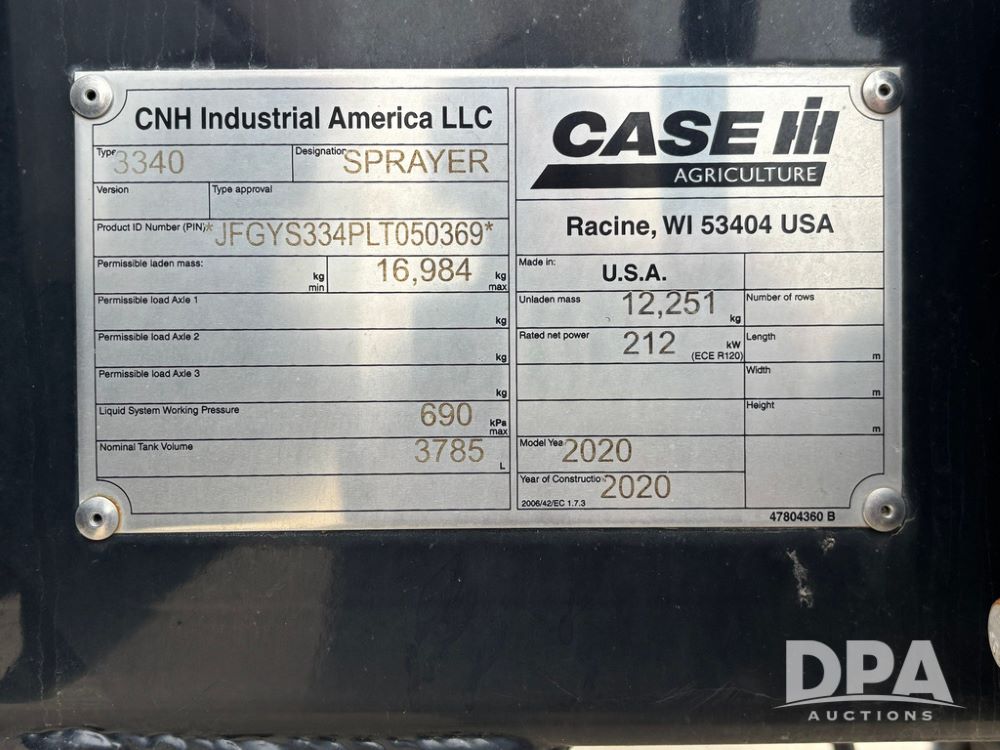 CNH Industrial America LLC
Type 3340 Designation SPRAYER
Version Type approval
Product ID Number (PIN) *JFGYS334PLT050369*
Permissible laden mass: kg min 16,984 kg max
Permissible load Axle 1 kg
Permissible load Axle 2 kg
Permissible load Axle 3 kg
Liquid System Working Pressure 690 kPa max
Nominal Tank Volume 3785 L
CASE IH
AGRICULTURE
Racine, WI 53404 USA
Made in: U.S.A.
Unladen mass 12,251 kg Number of rows
Rated net power 212 kW (ECE R120) Length m
Width m
Height m
Model Yea 2020
Year of Constructio 2020
2006/42/EC 1.7.3
47804360 B
DPA
AUCTIONS